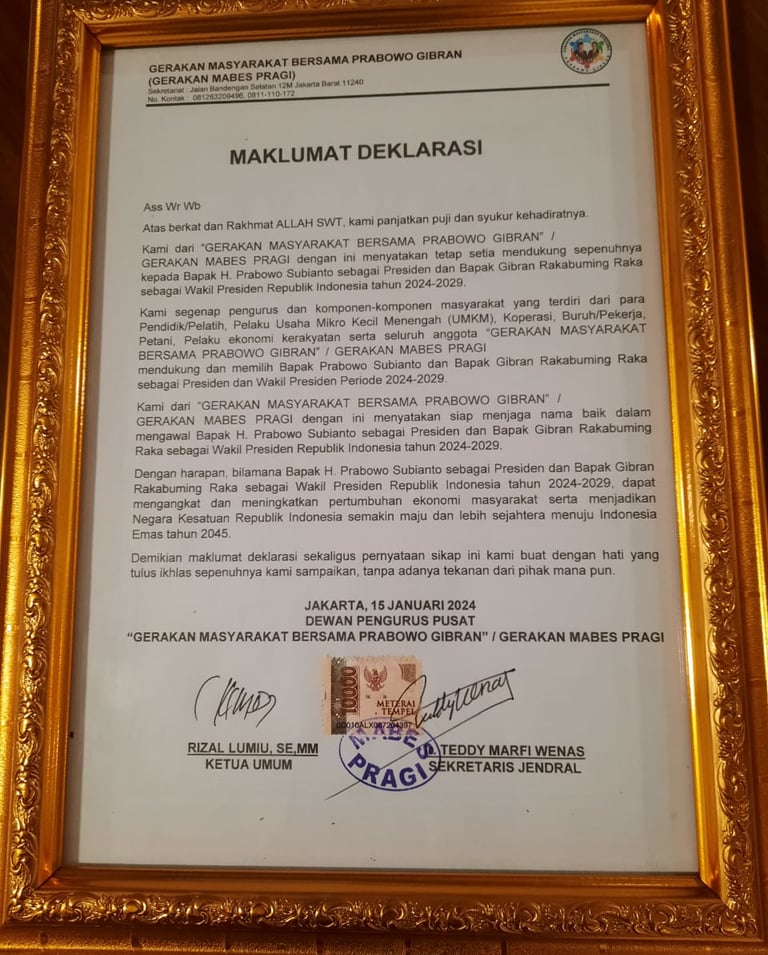 GERAKAN MASYARAKAT BERSAMA PRABOWO GIBRAN
(GERAKAN MABES PRAGI)
Sekretariat : Jalan Bandengan Selatan 12M Jakarta Barat 11240
No. Kontak : 081283209496, 0811-110-172
MAKLUMAT DEKLARASI
Ass Wr Wb
Atas berkat dan Rakhmat ALLAH SWT, kami panjatkan puji dan syukur kehadiratnya.
Kami dari “GERAKAN MASYARAKAT BERSAMA PRABOWO GIBRAN” /
GERAKAN MABES PRAGI dengan ini menyatakan tetap setia mendukung sepenuhnya
kepada Bapak H. Prabowo Subianto sebagai Presiden dan Bapak Gibran Rakabuming Raka
sebagai Wakil Presiden Republik Indonesia tahun 2024-2029.
Kami segenap pengurus dan komponen-komponen masyarakat yang terdiri dari para
Pendidik/Pelatih, Pelaku Usaha Mikro Kecil Menengah (UMKM), Koperasi, Buruh/Pekerja,
Petani, Pelaku ekonomi kerakyatan serta seluruh anggota “GERAKAN MASYARAKAT
BERSAMA PRABOWO GIBRAN” / GERAKAN MABES PRAGI
mendukung dan memilih Bapak Prabowo Subianto dan Bapak Gibran Rakabuming Raka
sebagai Presiden dan Wakil Presiden Periode 2024-2029.
Kami dari “GERAKAN MASYARAKAT BERSAMA PRABOWO GIBRAN” /
GERAKAN MABES PRAGI dengan ini menyatakan siap menjaga nama baik dalam
mengawal Bapak H. Prabowo Subianto sebagai Presiden dan Bapak Gibran Rakabuming
Raka sebagai Wakil Presiden Republik Indonesia tahun 2024-2029.
Dengan harapan, bilamana Bapak H. Prabowo Subianto sebagai Presiden dan Bapak Gibran
Rakabuming Raka sebagai Wakil Presiden Republik Indonesia tahun 2024-2029, dapat
mengangkat dan meningkatkan pertumbuhan ekonomi masyarakat serta menjadikan
Negara Kesatuan Republik Indonesia semakin maju dan lebih sejahtera menuju Indonesia
Emas tahun 2045.
Demikian maklumat deklarasi sekaligus pernyataan sikap ini kami buat dengan hati yang
tulus ikhlas sepenuhnya kami sampaikan, tanpa adanya tekanan dari pihak mana pun.
JAKARTA, 15 JANUARI 2024
DEWAN PENGURUS PUSAT
“GERAKAN MASYARAKAT BERSAMA PRABOWO GIBRAN” / GERAKAN MABES PRAGI
10000
METERAI
TEMPEL
MABES
PRAGI
RIZAL LUMIU, SE,MM
KETUA UMUM
TEDDY MARFI WENAS
SEKRETARIS JENDRAL